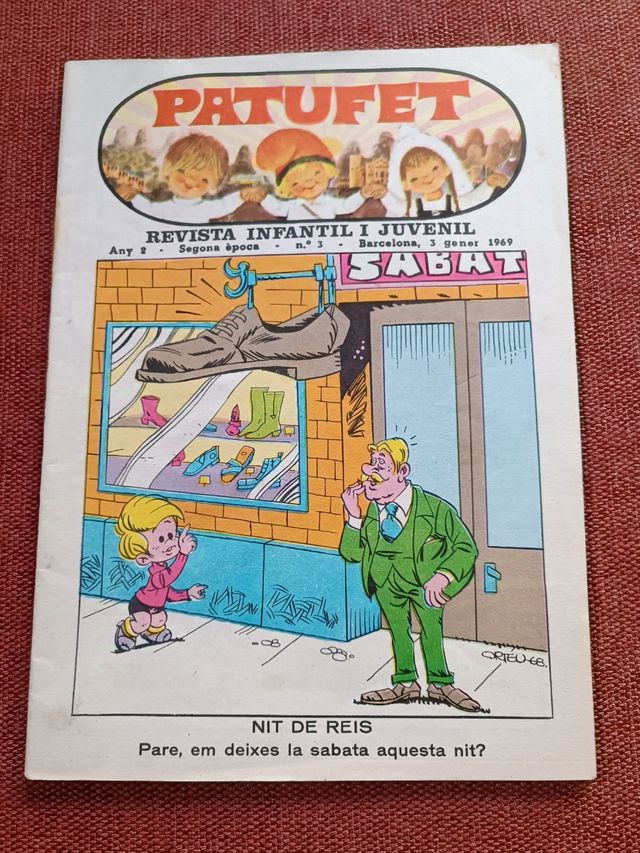 PATUFET
REVISTA INFANTIL I JUVENIL
Any 2 - Segona època - n.º 3 - Barcelona, 3 gener 1969
SABAT
ORTEU-68.
NIT DE REIS
Pare, em deixes la sabata aquesta nit?